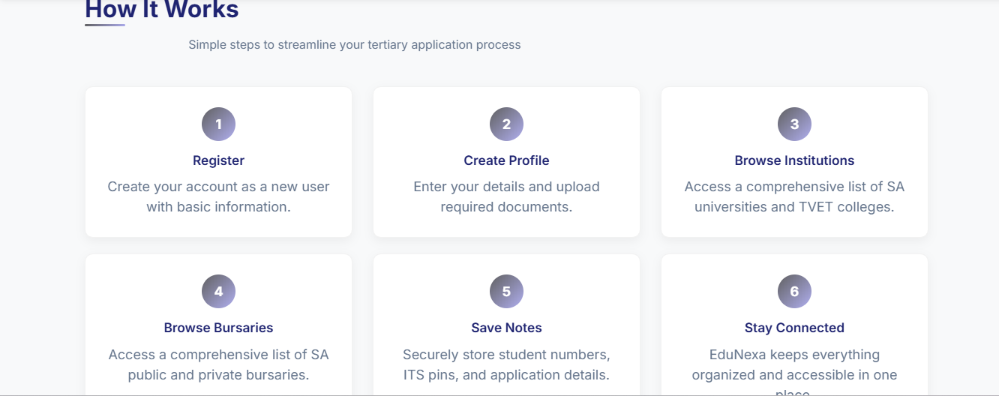 How It Works
Simple steps to streamline your tertiary application process
1
Register
Create your account as a new user
with basic information.
2
Create Profile
Enter your details and upload
required documents.
3
Browse Institutions
Access a comprehensive list of SA
universities and TVET colleges.
4
Browse Bursaries
Access a comprehensive list of SA
public and private bursaries.
5
Save Notes
Securely store student numbers,
ITS pins, and application details.
6
Stay Connected
EduNexa keeps everything
organized and accessible in one
place.